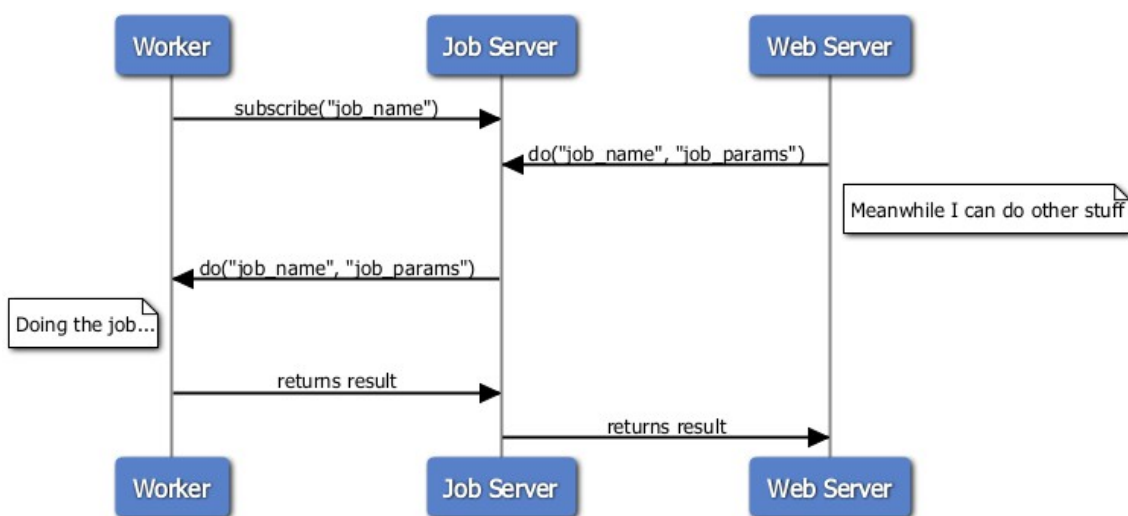 Worker Job Server Web Server
subscribe("job_name")
do("job_name", "job_params")
Meanwhile I can do other stuff
do("job_name", "job_params")
Doing the job...
returns result
returns result
Worker Job Server Web Server